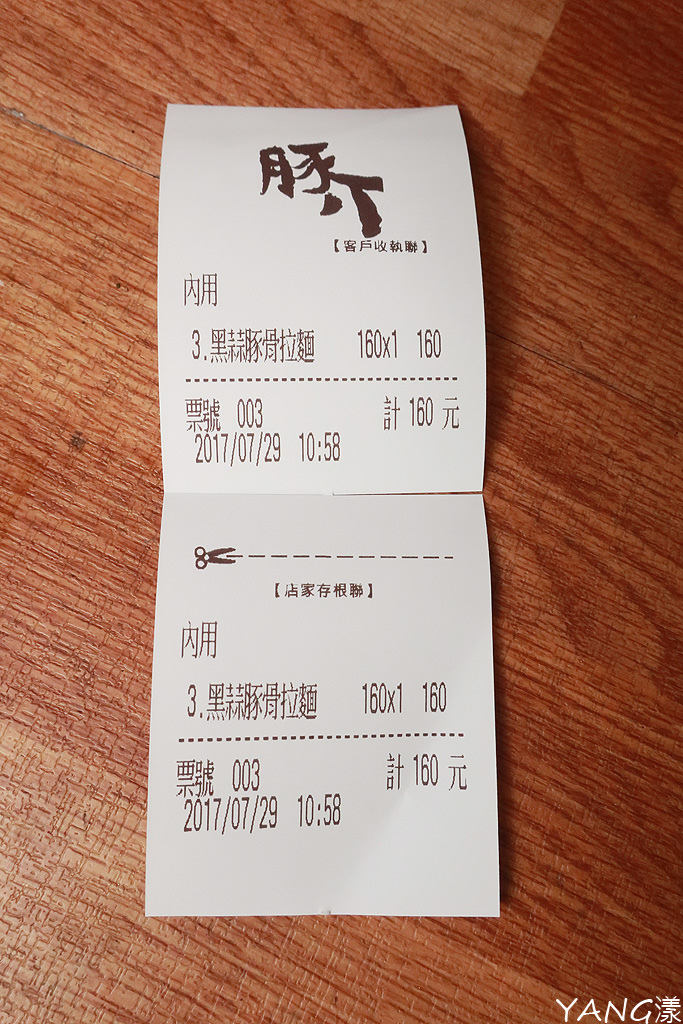 豚丁
【客戶收執聯】
內用
3.黑蒜豚骨拉麵 160x1 160
票號 003 計 160 元
2017/07/29 10:58
【店家存根聯】
內用
3.黑蒜豚骨拉麵 160x1 160
票號 003 計 160 元
2017/07/29 10:58
YANG漾